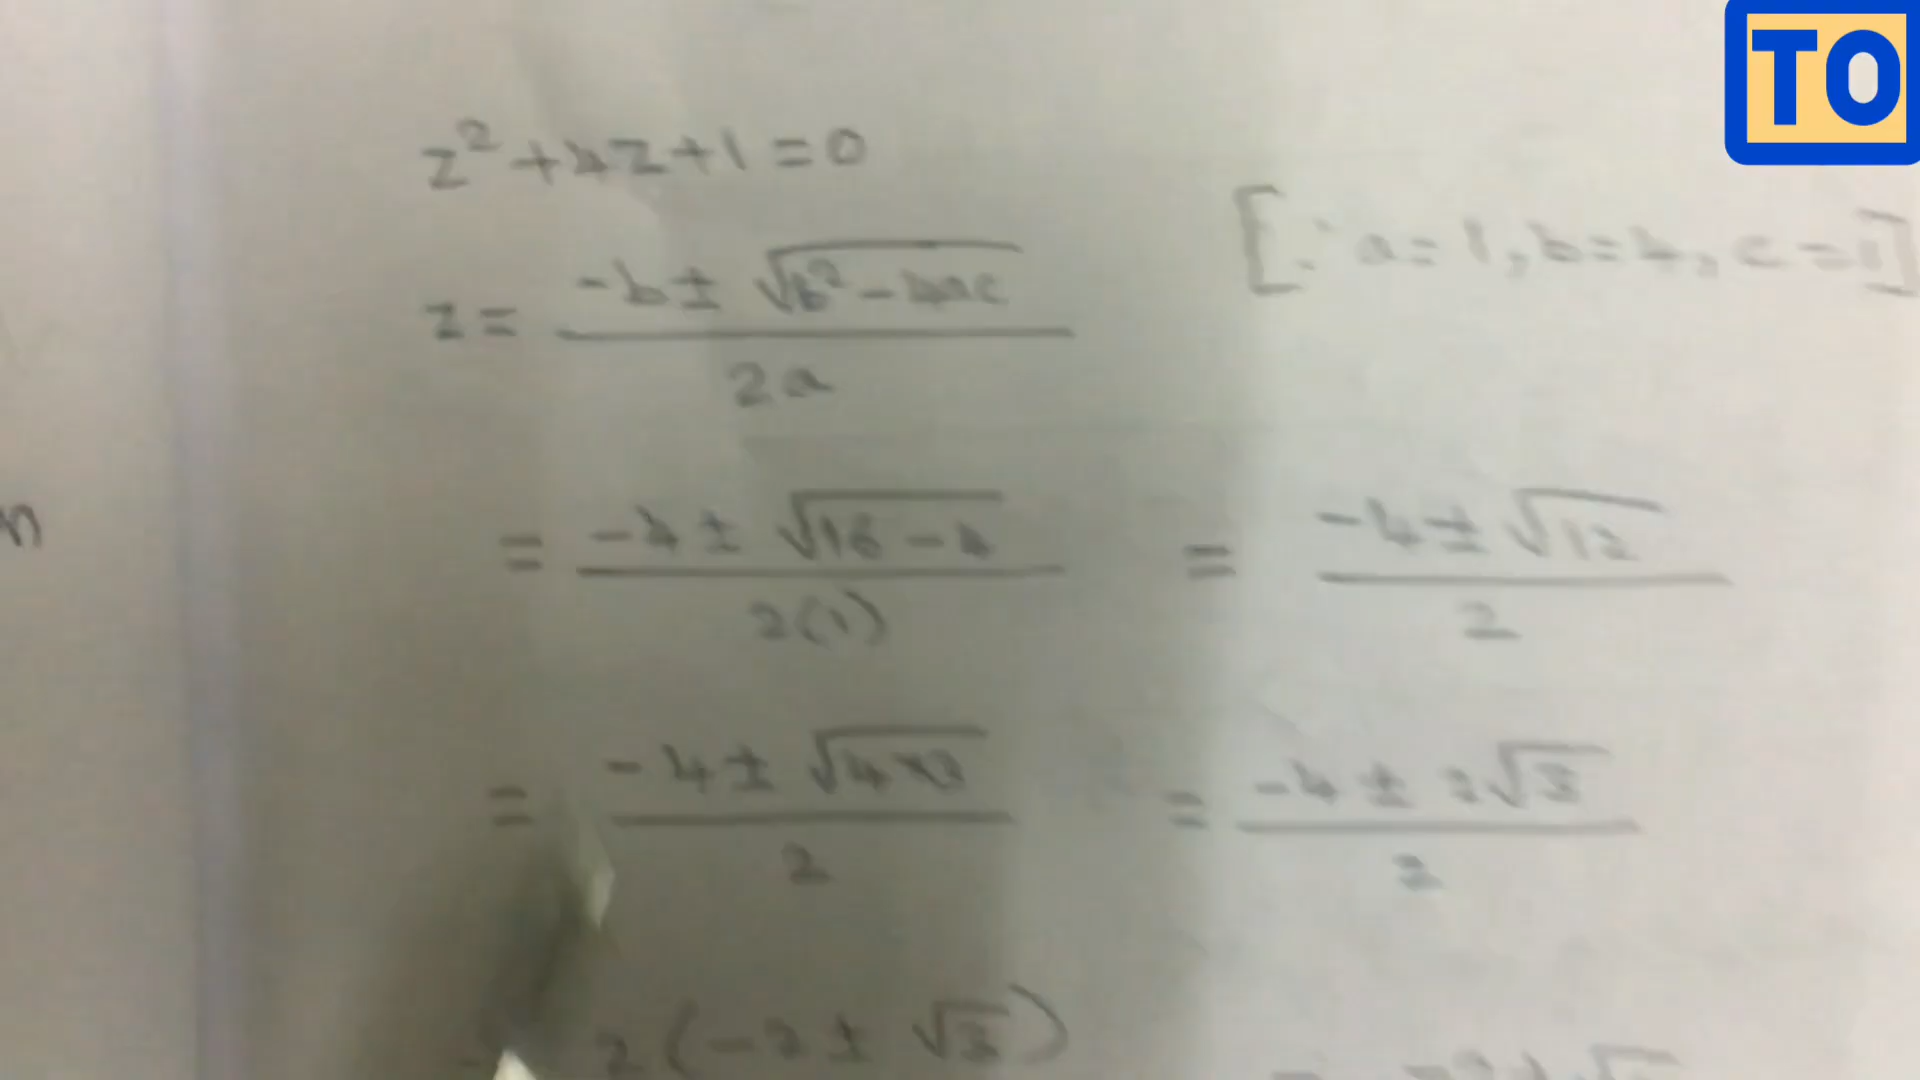 TO
z² + 4z + 1 = 0
z = (-b ± √(b² - 4ac)) / 2a [∵ a = 1, b = 4, c = 1]
n
= (-4 ± √(16 - 4)) / 2(1) = (-4 ± √12) / 2
= (-4 ± √(4×3)) / 2 = (-4 ± 2√3) / 2
2(-2 ± √3)